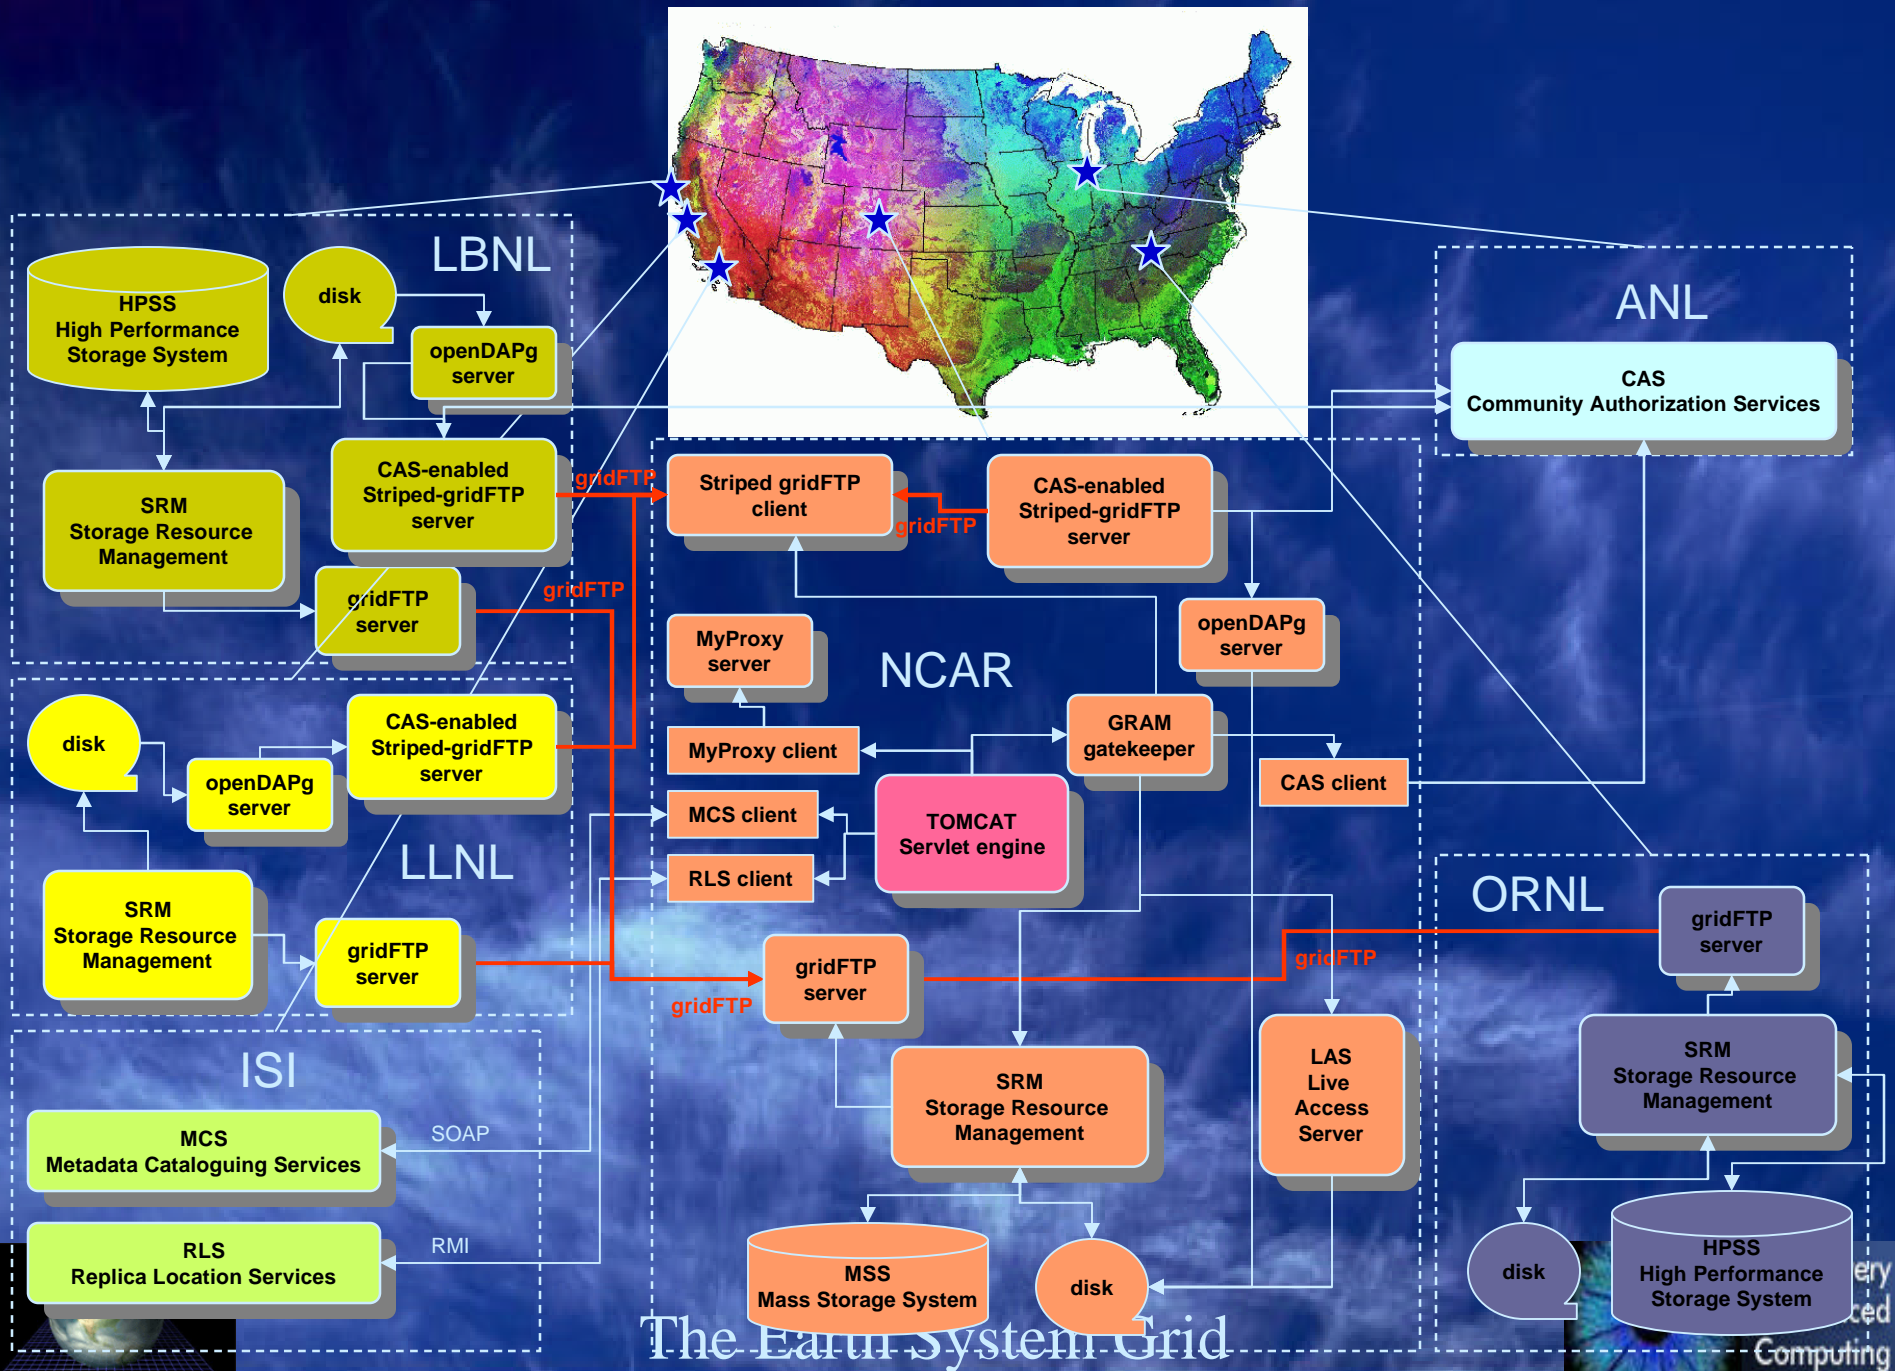 LBNL
HPSS
High Performance
Storage System
disk
openDAPg
server
CAS-enabled
Striped-gridFTP
server
SRM
Storage Resource
Management
gridFTP
server
gridFTP
gridFTP
LLNL
disk
openDAPg
server
CAS-enabled
Striped-gridFTP
server
SRM
Storage Resource
Management
gridFTP
server
ISI
MCS
Metadata Cataloguing Services
SOAP
RLS
Replica Location Services
RMI
NCAR
Striped gridFTP
client
gridFTP
CAS-enabled
Striped-gridFTP
server
MyProxy
server
openDAPg
server
MyProxy client
GRAM
gatekeeper
CAS client
MCS client
TOMCAT
Servlet engine
RLS client
gridFTP
server
gridFTP
gridFTP
SRM
Storage Resource
Management
LAS
Live
Access
Server
MSS
Mass Storage System
disk
ANL
CAS
Community Authorization Services
ORNL
gridFTP
server
SRM
Storage Resource
Management
disk
HPSS
High Performance
Storage System
The Earth System Grid
Computing